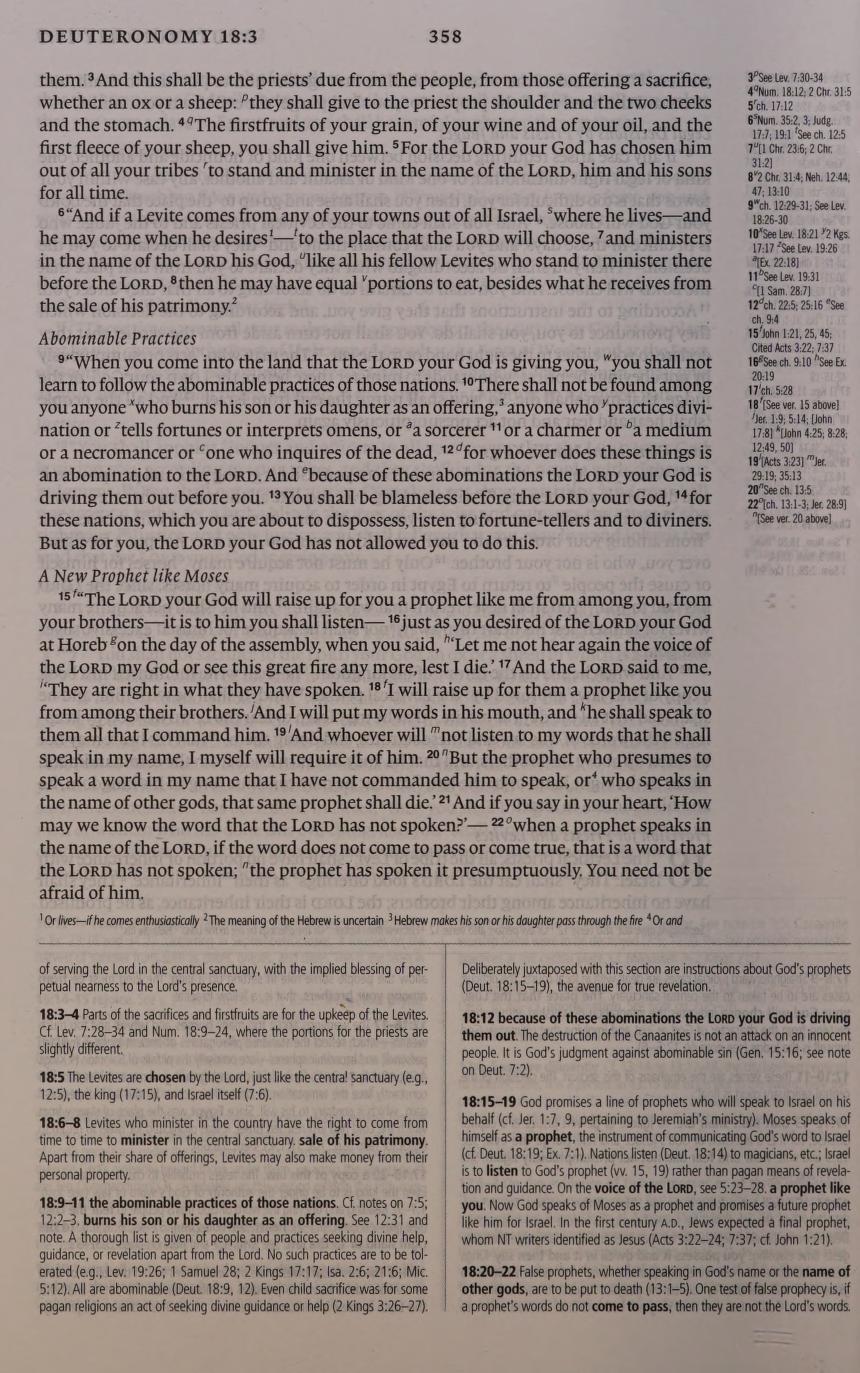 DEUTERONOMY 18:3
358
them. 3And this shall be the priests' due from the people, from those offering a sacrifice,
whether an ox or a sheep: pthey shall give to the priest the shoulder and the two cheeks
and the stomach. 4qThe firstfruits of your grain, of your wine and of your oil, and the
first fleece of your sheep, you shall give him. 5For the LORD your God has chosen him
out of all your tribes rto stand and minister in the name of the LORD, him and his sons
for all time.
6“And if a Levite comes from any of your towns out of all Israel, swhere he lives—and
he may come when he desires1—tto the place that the LORD will choose, 7and ministers
in the name of the LORD his God, ulike all his fellow Levites who stand to minister there
before the LORD, 8then he may have equal vportions to eat, besides what he receives from
the sale of his patrimony.2
Abominable Practices
9“When you come into the land that the LORD your God is giving you, wyou shall not
learn to follow the abominable practices of those nations. 10There shall not be found among
you anyone xwho burns his son or his daughter as an offering,3 anyone who ypractices divi-
nation or ztells fortunes or interprets omens, or aa sorcerer 11or a charmer or ba medium
or a necromancer or cone who inquires of the dead, 12dfor whoever does these things is
an abomination to the LORD. And ebecause of these abominations the LORD your God is
driving them out before you. 13You shall be blameless before the LORD your God, 14for
these nations, which you are about to dispossess, listen to fortune-tellers and to diviners.
But as for you, the LORD your God has not allowed you to do this.
A New Prophet like Moses
15f“The LORD your God will raise up for you a prophet like me from among you, from
your brothers—it is to him you shall listen— 16just as you desired of the LORD your God
at Horeb gon the day of the assembly, when you said, h‘Let me not hear again the voice of
the LORD my God or see this great fire any more, lest I die.’ 17And the LORD said to me,
i‘They are right in what they have spoken. 18fI will raise up for them a prophet like you
from among their brothers. jAnd I will put my words in his mouth, and khe shall speak to
them all that I command him. 19lAnd whoever will mnot listen to my words that he shall
speak in my name, I myself will require it of him. 20nBut the prophet who presumes to
speak a word in my name that I have not commanded him to speak, or4 who speaks in
the name of other gods, that same prophet shall die.’ 21And if you say in your heart, ‘How
may we know the word that the LORD has not spoken?’— 22owhen a prophet speaks in
the name of the LORD, if the word does not come to pass or come true, that is a word that
the LORD has not spoken; nthe prophet has spoken it presumptuously. You need not be
afraid of him.
1 Or lives—if he comes enthusiastically 2 The meaning of the Hebrew is uncertain 3 Hebrew makes his son or his daughter pass through the fire 4 Or and
3pSee Lev. 7:30-34
4qNum. 18:12; 2 Chr. 31:5
5rch. 17:12
6sNum. 35:2, 3; Judg.
17:7; 19:1 tSee ch. 12:5
7u[1 Chr. 23:6; 2 Chr.
31:2]
8v2 Chr. 31:4; Neh. 12:44,
47; 13:10
9wch. 12:29-31; See Lev.
18:26-30
10xSee Lev. 18:21 y2 Kgs.
17:17 zSee Lev. 19:26
a[Ex. 22:18]
11bSee Lev. 19:31
c[1 Sam. 28:7]
12dch. 22:5; 25:16 eSee
ch. 9:4
15fJohn 1:21, 25, 45;
Cited Acts 3:22; 7:37
16gSee ch. 9:10 hSee Ex.
20:19
17ich. 5:28
18f[See ver. 15 above]
jJer. 1:9; 5:14; [John
17:8] k[John 4:25; 8:28;
12:49, 50]
19l[Acts 3:23] mJer.
29:19; 35:13
20nSee ch. 13:5
22o[ch. 13:1-3; Jer. 28:9]
n[See ver. 20 above]
of serving the Lord in the central sanctuary, with the implied blessing of per-
petual nearness to the Lord's presence.
18:3–4 Parts of the sacrifices and firstfruits are for the upkeep of the Levites.
Cf. Lev. 7:28–34 and Num. 18:9–24, where the portions for the priests are
slightly different.
18:5 The Levites are chosen by the Lord, just like the central sanctuary (e.g.,
12:5), the king (17:15), and Israel itself (7:6).
18:6–8 Levites who minister in the country have the right to come from
time to time to minister in the central sanctuary. sale of his patrimony.
Apart from their share of offerings, Levites may also make money from their
personal property.
18:9–11 the abominable practices of those nations. Cf. notes on 7:5;
12:2–3. burns his son or his daughter as an offering. See 12:31 and
note. A thorough list is given of people and practices seeking divine help,
guidance, or revelation apart from the Lord. No such practices are to be tol-
erated (e.g., Lev. 19:26; 1 Samuel 28; 2 Kings 17:17; Isa. 2:6; 21:6; Mic.
5:12). All are abominable (Deut. 18:9, 12). Even child sacrifice was for some
pagan religions an act of seeking divine guidance or help (2 Kings 3:26–27).
Deliberately juxtaposed with this section are instructions about God's prophets
(Deut. 18:15–19), the avenue for true revelation.
18:12 because of these abominations the LORD your God is driving
them out. The destruction of the Canaanites is not an attack on an innocent
people. It is God's judgment against abominable sin (Gen. 15:16; see note
on Deut. 7:2).
18:15–19 God promises a line of prophets who will speak to Israel on his
behalf (cf. Jer. 1:7, 9, pertaining to Jeremiah's ministry). Moses speaks of
himself as a prophet, the instrument of communicating God's word to Israel
(cf. Deut. 18:19; Ex. 7:1). Nations listen (Deut. 18:14) to magicians, etc.; Israel
is to listen to God's prophet (vv. 15, 19) rather than pagan means of revela-
tion and guidance. On the voice of the LORD, see 5:23–28. a prophet like
you. Now God speaks of Moses as a prophet and promises a future prophet
like him for Israel. In the first century A.D., Jews expected a final prophet,
whom NT writers identified as Jesus (Acts 3:22–24; 7:37; cf. John 1:21).
18:20–22 False prophets, whether speaking in God's name or the name of
other gods, are to be put to death (13:1–5). One test of false prophecy is, if
a prophet's words do not come to pass, then they are not the Lord's words.